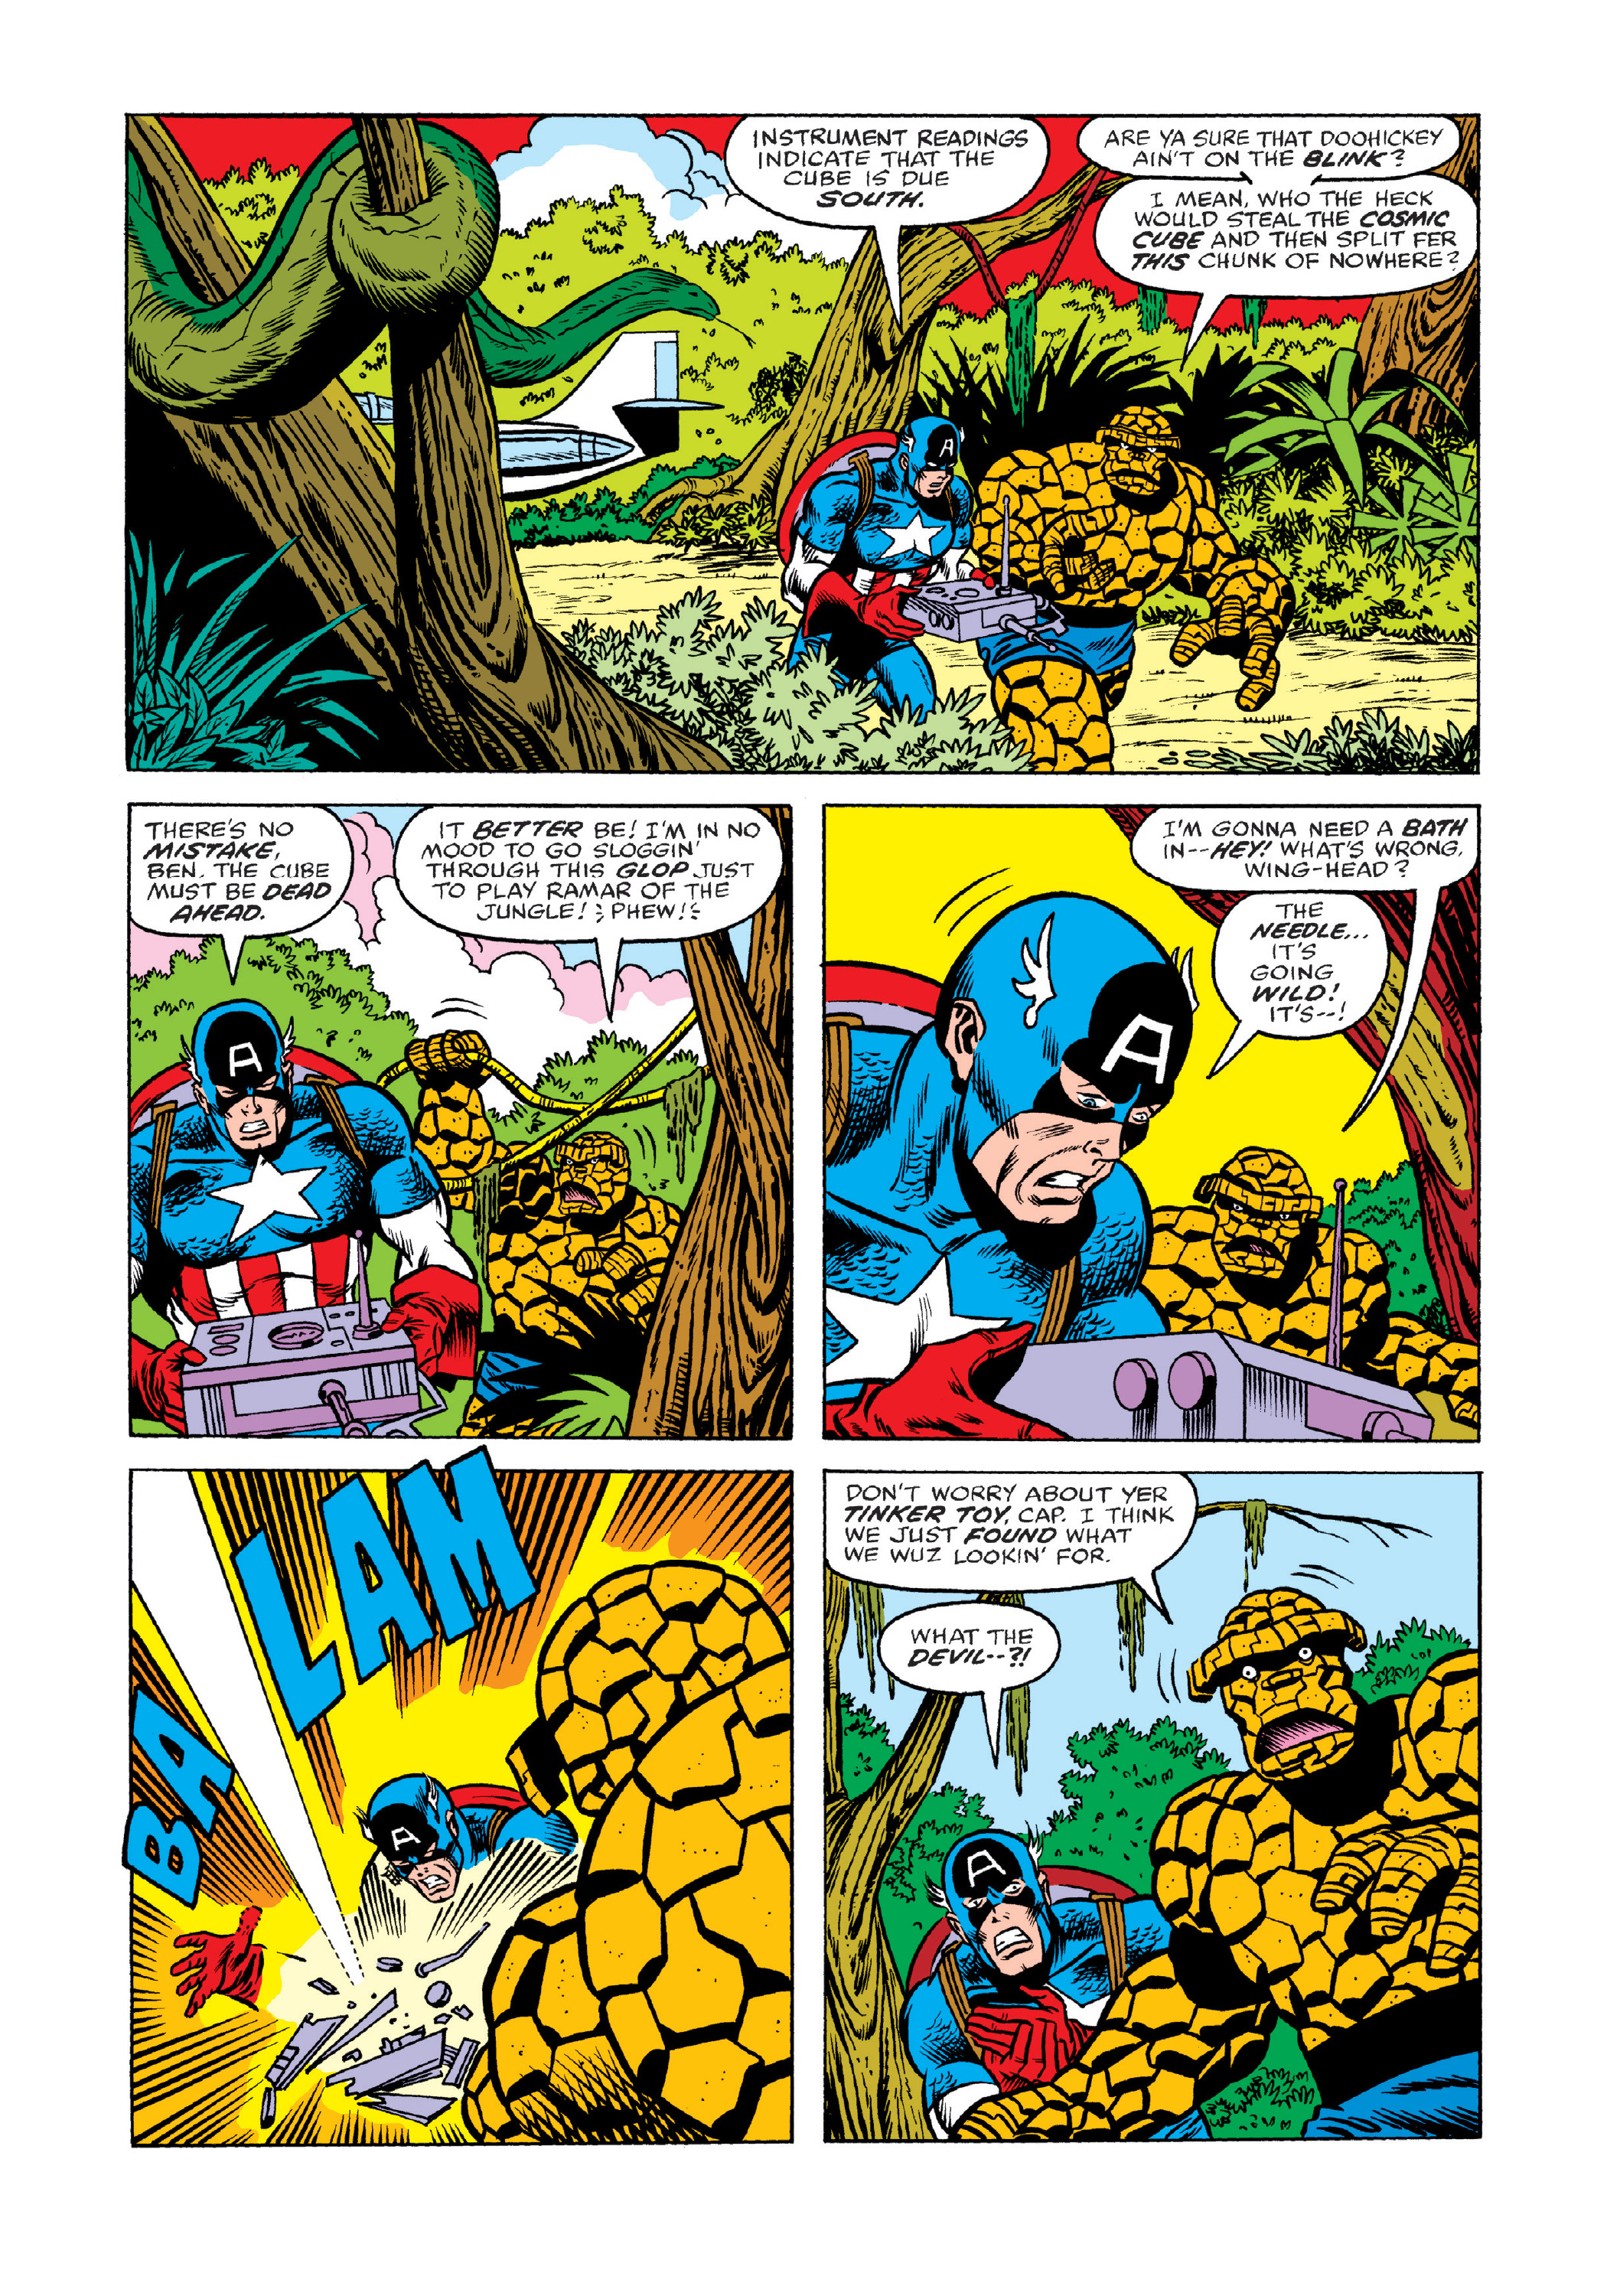 INSTRUMENT READINGS
INDICATE THAT THE
CUBE IS DUE
SOUTH.
ARE YA SURE THAT DOOHICKEY
AIN'T ON THE BLINK?
I MEAN, WHO THE HECK
WOULD STEAL THE COSMIC
CUBE AND THEN SPLIT FER
THIS CHUNK OF NOWHERE?
THERE'S NO
MISTAKE,
BEN. THE CUBE
MUST BE DEAD
AHEAD.
IT BETTER BE! I'M IN NO
MOOD TO GO SLOGGIN'
THROUGH THIS GLOP JUST
TO PLAY RAMAR OF THE
JUNGLE! PHEW!
A
I'M GONNA NEED A BATH
IN--HEY! WHAT'S WRONG,
WING-HEAD?
THE
NEEDLE...
IT'S
GOING
WILD!
IT'S--!
A
BA
LAM
A
DON'T WORRY ABOUT YER
TINKER TOY, CAP. I THINK
WE JUST FOUND WHAT
WE WUZ LOOKIN' FOR.
WHAT THE
DEVIL--?!
A